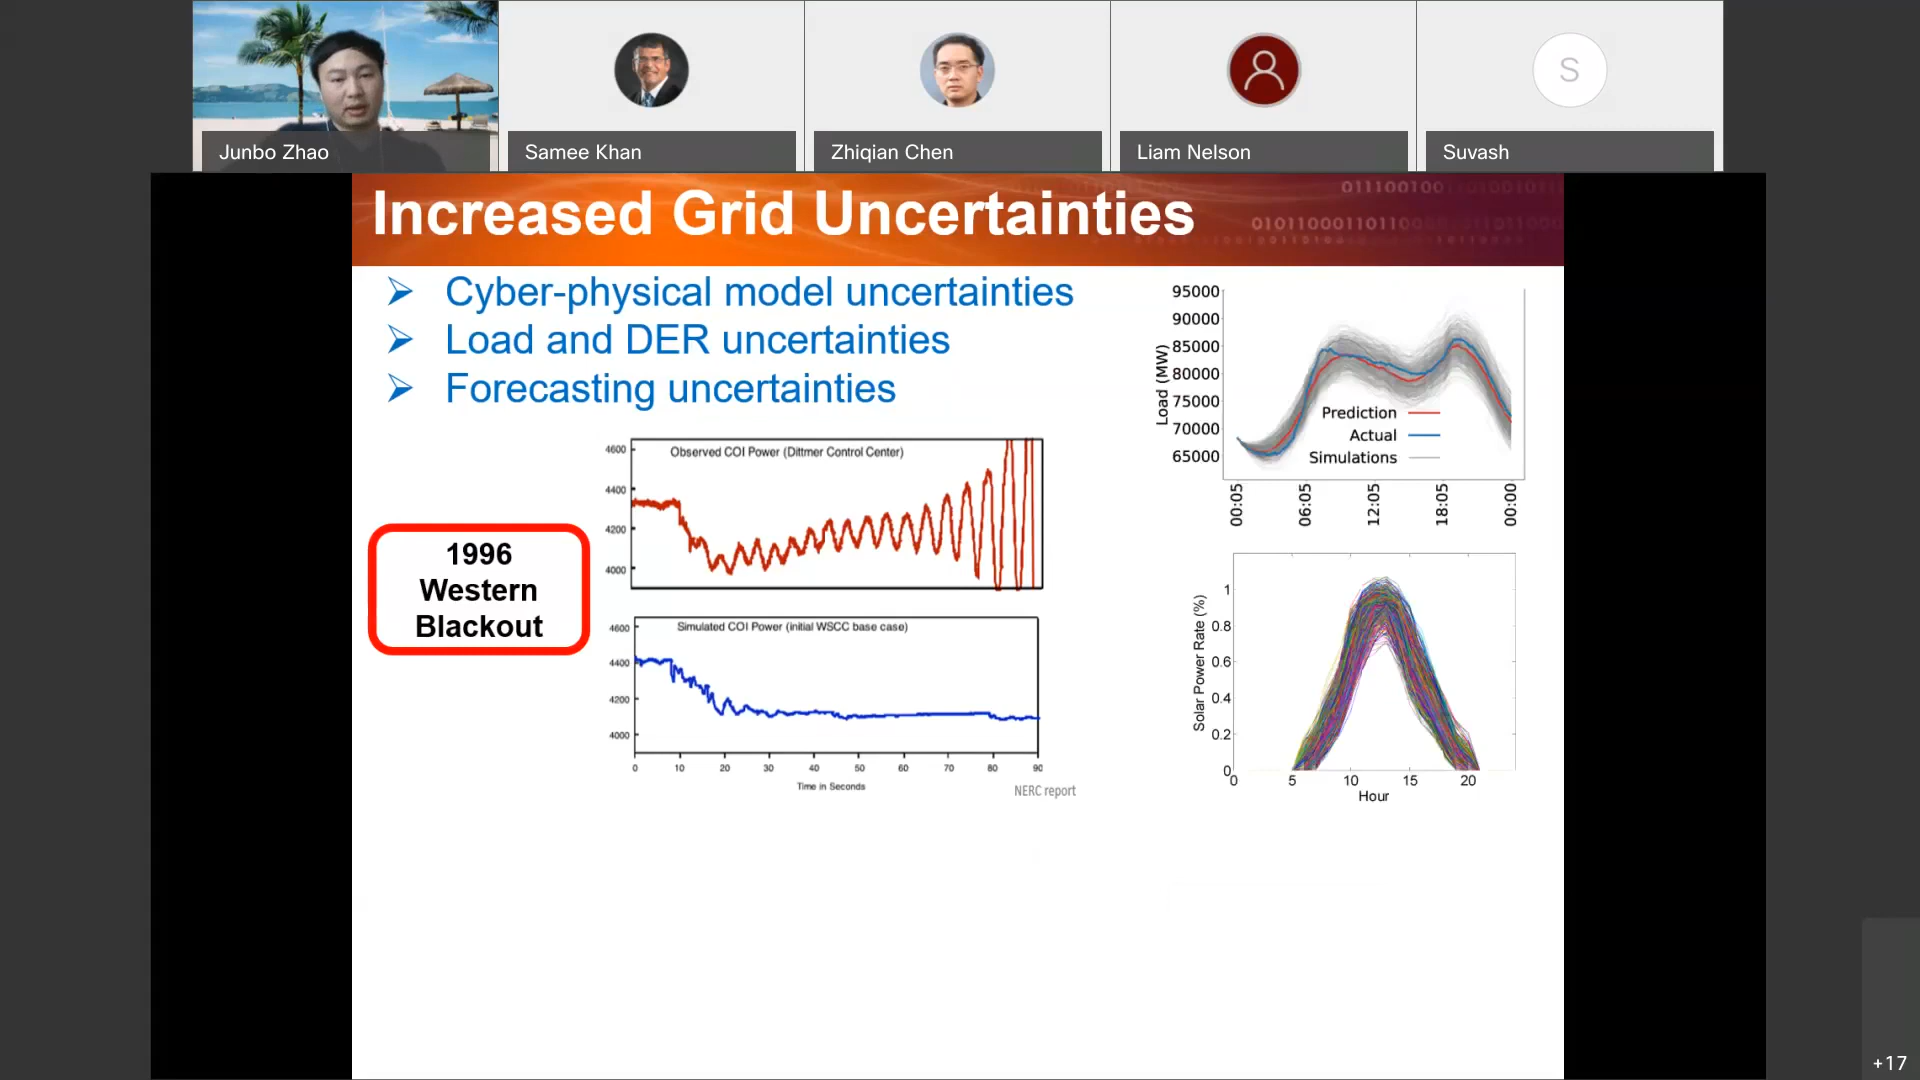 Junbo Zhao
Samee Khan
Zhiqian Chen
Liam Nelson
S
Suvash
Increased Grid Uncertainties
Cyber-physical model uncertainties
Load and DER uncertainties
Forecasting uncertainties
1996
Western
Blackout
Observed COI Power (Dittmer Control Center)
4600
4400
4200
4000
Simulated COI Power (initial WSCC base case)
4600
4400
4200
4000
0 10 20 30 40 50 60 70 80 90
Time in Seconds
NERC report
Load (MW)
95000
90000
85000
80000
75000
70000
65000
Prediction
Actual
Simulations
00:05 06:05 12:05 18:05 00:00
Solar Power Rate (%)
1
0.8
0.6
0.4
0.2
0
0 5 10 15 20
Hour
+17